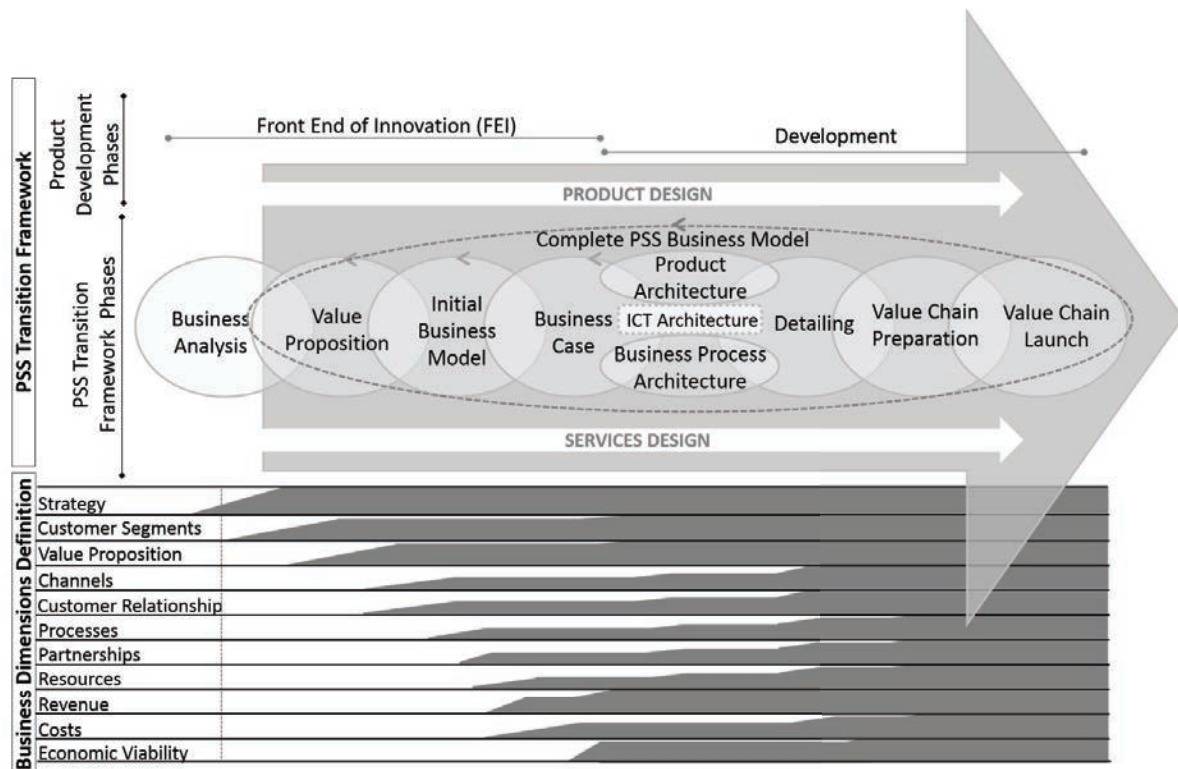 PSS Transition Framework
Product
Development
Phases
Front End of Innovation (FEI)
Development
PRODUCT DESIGN
PSS Transition
Framework Phases
Complete PSS Business Model
Business
Analysis
Value
Proposition
Initial
Business
Model
Business
Case
Product
Architecture
ICT Architecture
Business Process
Architecture
Detailing
Value Chain
Preparation
Value Chain
Launch
SERVICES DESIGN
Business Dimensions Definition
Strategy
Customer Segments
Value Proposition
Channels
Customer Relationship
Processes
Partnerships
Resources
Revenue
Costs
Economic Viability